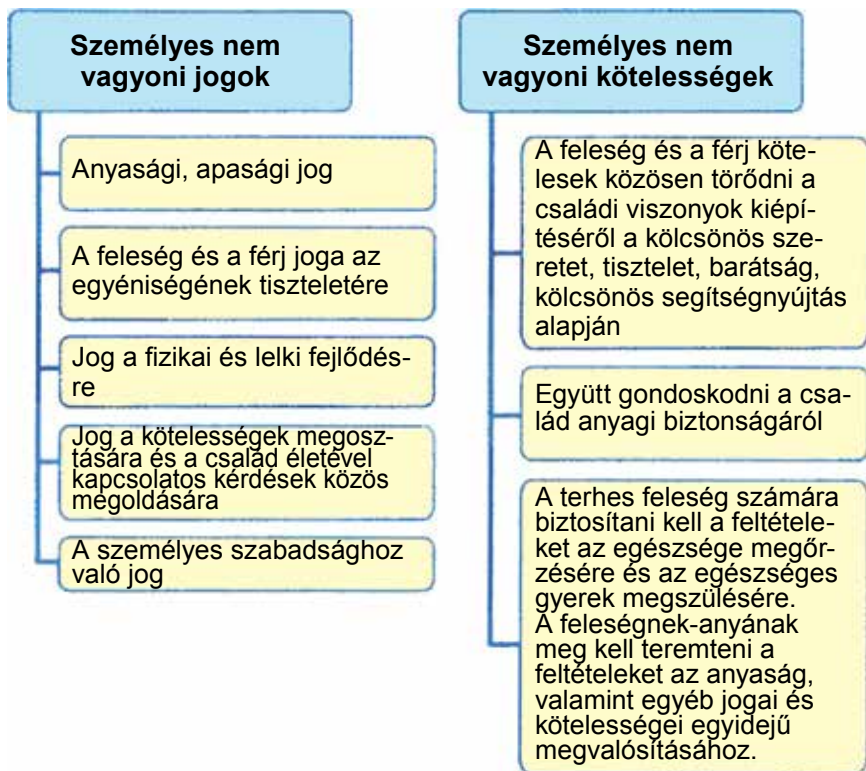 Személyes nem
vagyoni jogok
Anyasági, apasági jog
A feleség és a férj joga az
egyéniségének tiszteletére
Jog a fizikai és lelki fejlődés-
re
Jog a kötelességek megosz-
tására és a család életével
kapcsolatos kérdések közös
megoldására
A személyes szabadsághoz
való jog
Személyes nem
vagyoni kötelességek
A feleség és a férj köte-
lesek közösen törődni a
családi viszonyok kiépí-
téséről a kölcsönös sze-
retet, tisztelet, barátság,
kölcsönös segítségnyújtás
alapján
Együtt gondoskodni a csa-
lád anyagi biztonságáról
A terhes feleség számára
biztosítani kell a feltétele-
ket az egészsége megőr-
zésére és az egészséges
gyerek megszülésére.
A feleségnek-anyának
meg kell teremteni a
feltételeket az anyaság,
valamint egyéb jogai és
kötelességei egyidejű
megvalósításához.